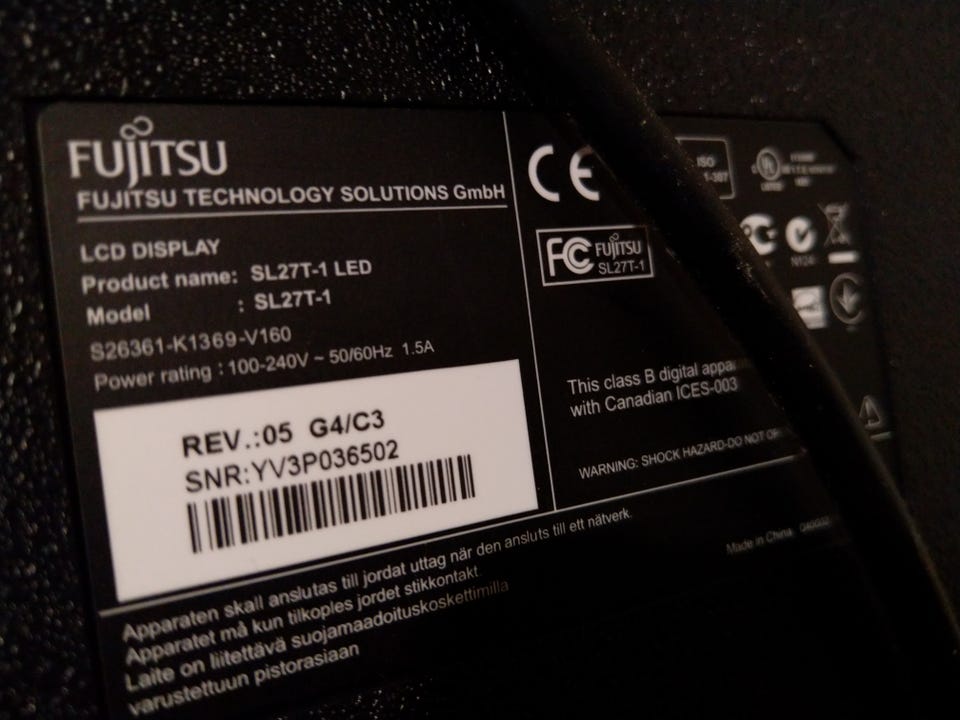 FUJITSU
FUJITSU TECHNOLOGY SOLUTIONS GmbH
LCD DISPLAY
Product name: SL27T-1 LED
Model : SL27T-1
S26361-K1369-V160
Power rating : 100-240V ~ 50/60Hz 1.5A
REV.:05 G4/C3
SNR:YV3P036502
CE
ISO
FC FUJITSU
SL27T-1
This class B digital
with Canadian ICES-003
WARNING: SHOCK HAZARD-DO NOT
Made in China
Apparaten skall anslutas till jordat uttag när den ansluts till ett nätverk.
Apparatet må kun tilkoples jordet stikkontakt.
Laite on liitettävä suojamaadoituskoskettimilla
varustettuun pistorasiaan